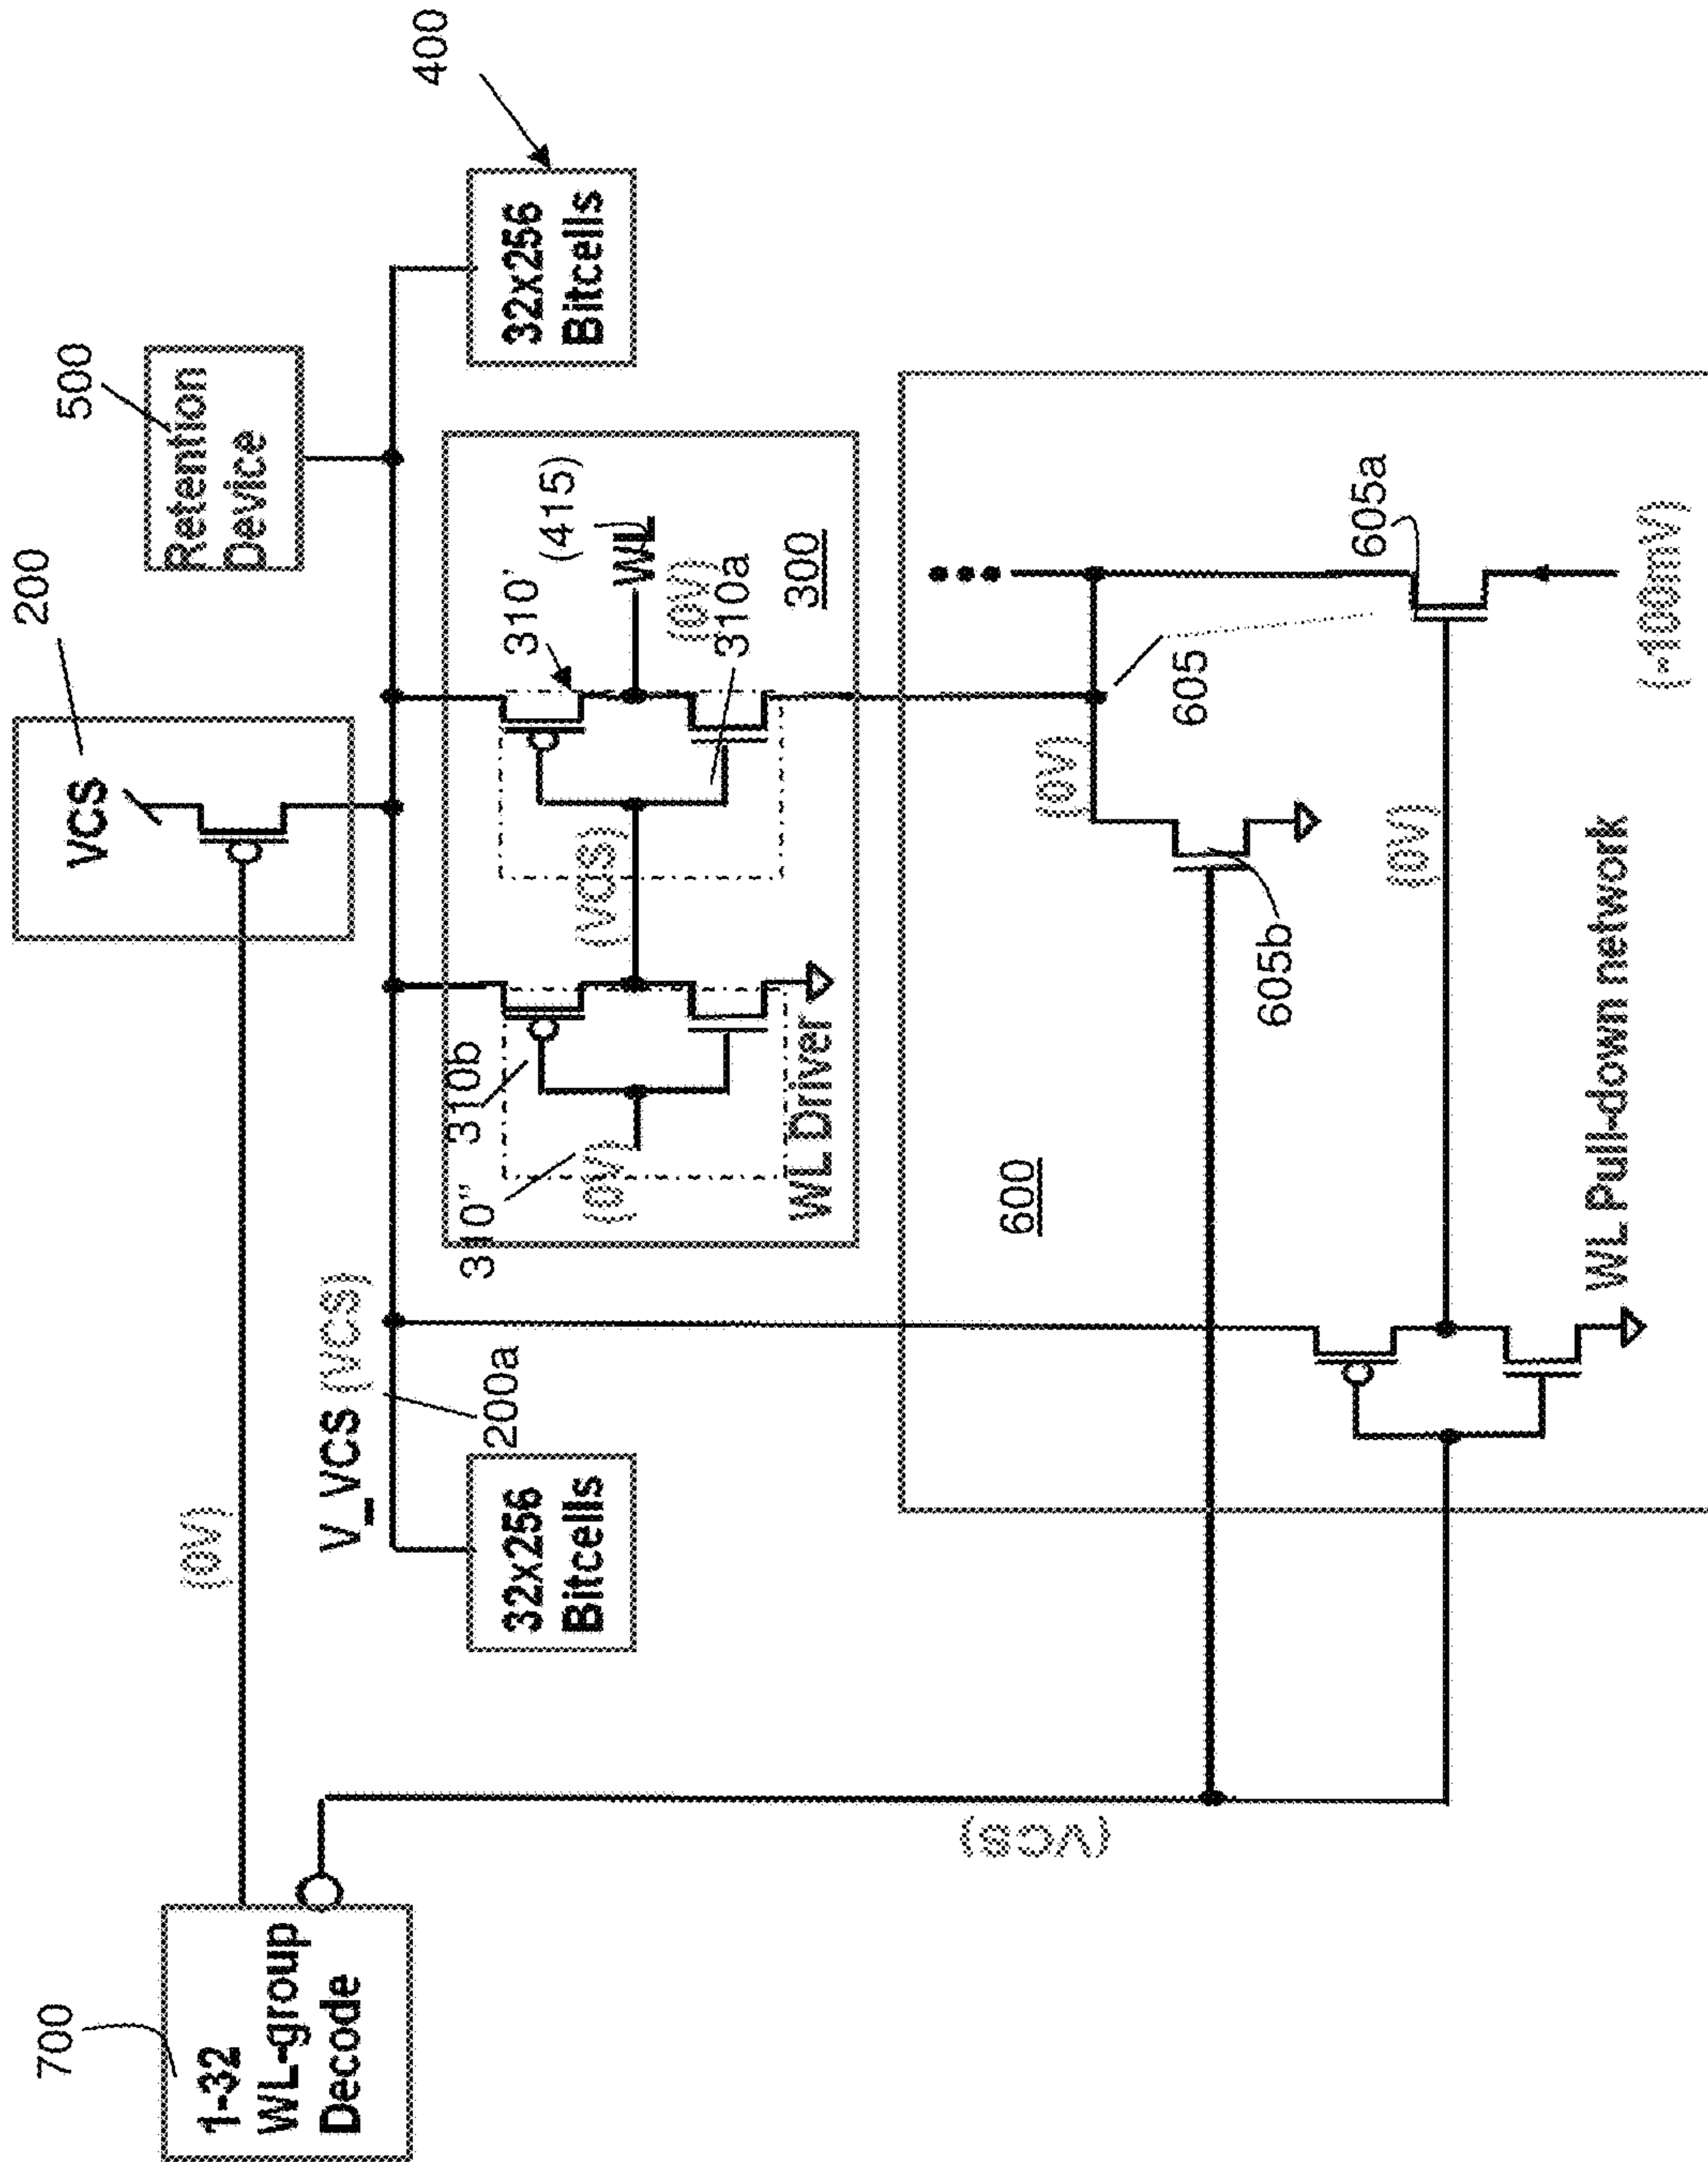 700
1-32
WL-group
Decode
(0V)
200
VCS
500
Retention
Device
400
V_VCS (VCS)
200a
32x256
Bitcells
32x256
Bitcells
310"
310b
(0V)
(VCS)
310'
(415)
WL
(0V)
310a
300
WL Driver
(VCS)
600
(0V)
605
605b
605a
(0V)
(-100mV)
WL Pull-down network